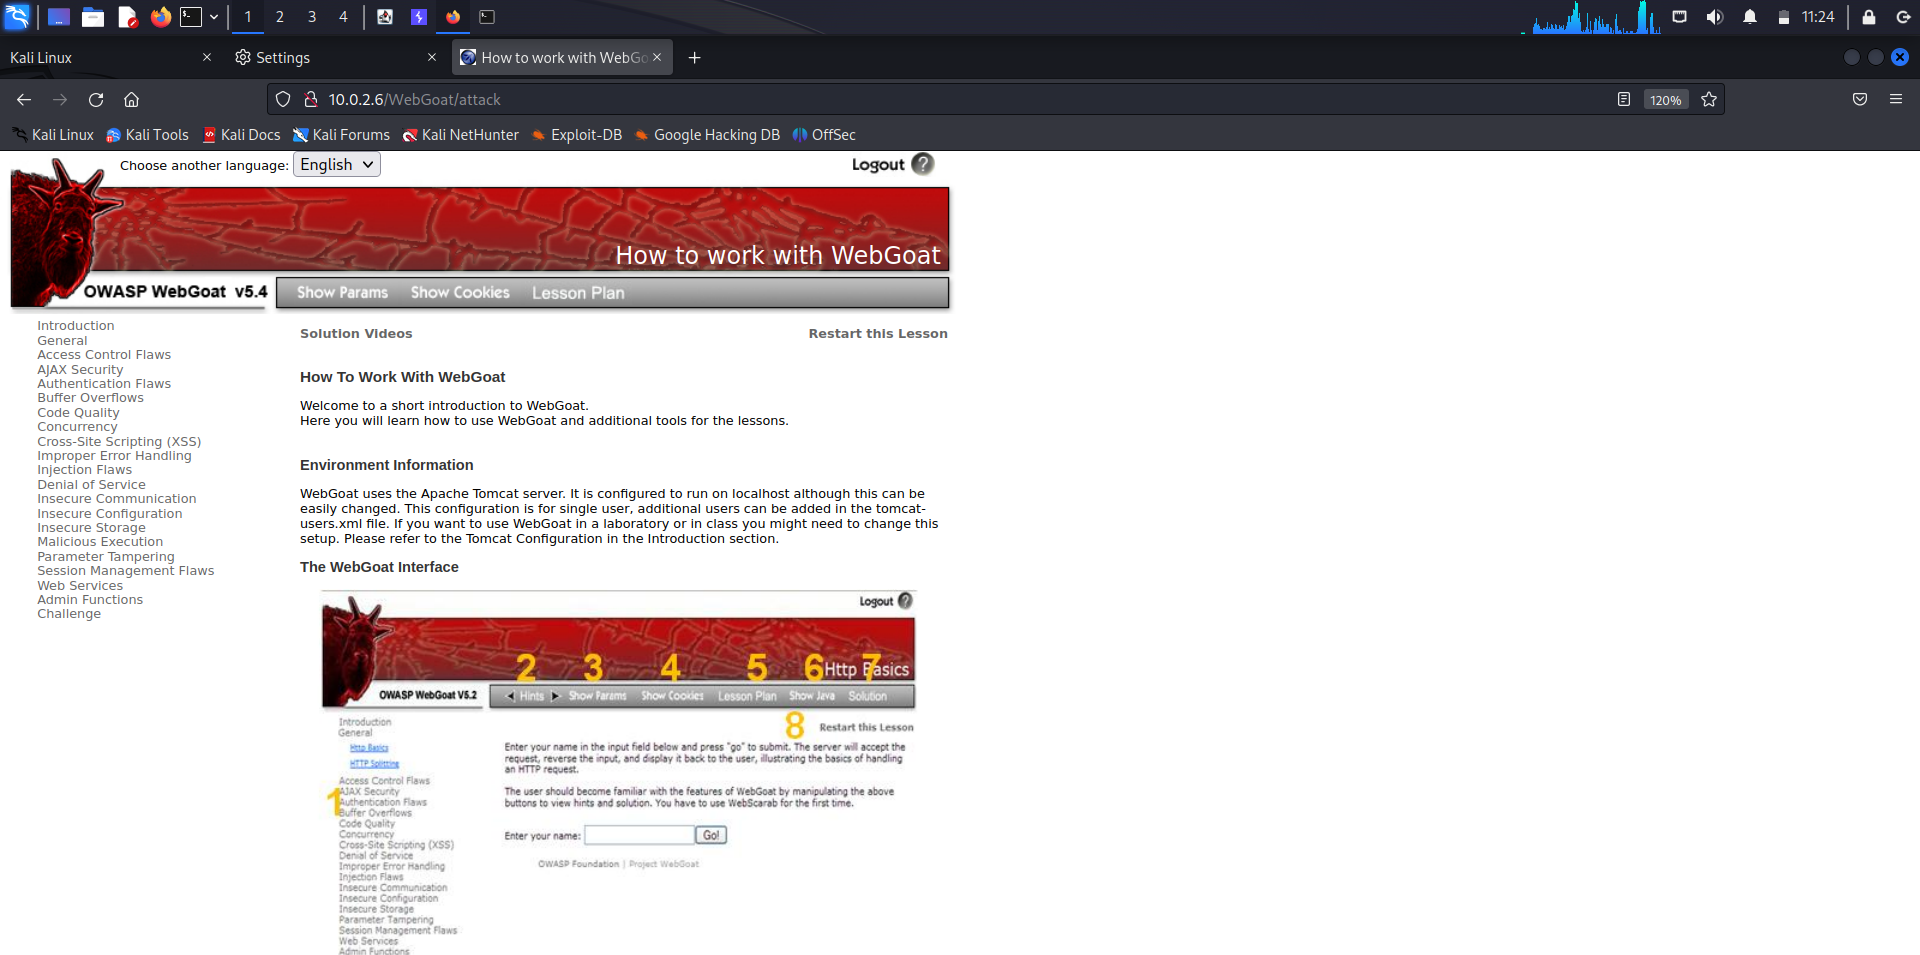 1 2 3 4 11:24
Kali Linux Settings How to work with WebGo
10.0.2.6/WebGoat/attack 120%
Kali Linux Kali Tools Kali Docs Kali Forums Kali NetHunter Exploit-DB Google Hacking DB OffSec
Choose another language: English Logout ?
How to work with WebGoat
OWASP WebGoat v5.4 Show Params Show Cookies Lesson Plan
Introduction
General
Access Control Flaws
AJAX Security
Authentication Flaws
Buffer Overflows
Code Quality
Concurrency
Cross-Site Scripting (XSS)
Improper Error Handling
Injection Flaws
Denial of Service
Insecure Communication
Insecure Configuration
Insecure Storage
Malicious Execution
Parameter Tampering
Session Management Flaws
Web Services
Admin Functions
Challenge
Solution Videos Restart this Lesson
How To Work With WebGoat
Welcome to a short introduction to WebGoat.
Here you will learn how to use WebGoat and additional tools for the lessons.
Environment Information
WebGoat uses the Apache Tomcat server. It is configured to run on localhost although this can be
easily changed. This configuration is for single user, additional users can be added in the tomcat-
users.xml file. If you want to use WebGoat in a laboratory or in class you might need to change this
setup. Please refer to the Tomcat Configuration in the Introduction section.
The WebGoat Interface
Logout ?
2 3 4 5 6 7
Http Basics
OWASP WebGoat V5.2 Hints Show Params Show Cookies Lesson Plan Show Java Solution
8 Restart this Lesson
Introduction
General
Http Basics
HTTP Splitting
Access Control Flaws
AJAX Security
1
Authentication Flaws
Buffer Overflows
Code Quality
Concurrency
Cross-Site Scripting (XSS)
Denial of Service
Improper Error Handling
Injection Flaws
Insecure Communication
Insecure Configuration
Insecure Storage
Parameter Tampering
Session Management Flaws
Web Services
Admin Functions
Enter your name in the input field below and press "go" to submit. The server will accept the
request, reverse the input, and display it back to the user, illustrating the basics of handling
an HTTP request.
The user should become familiar with the features of WebGoat by manipulating the above
buttons to view hints and solution. You have to use WebScarab for the first time.
Enter your name: Go!
OWASP Foundation | Project WebGoat